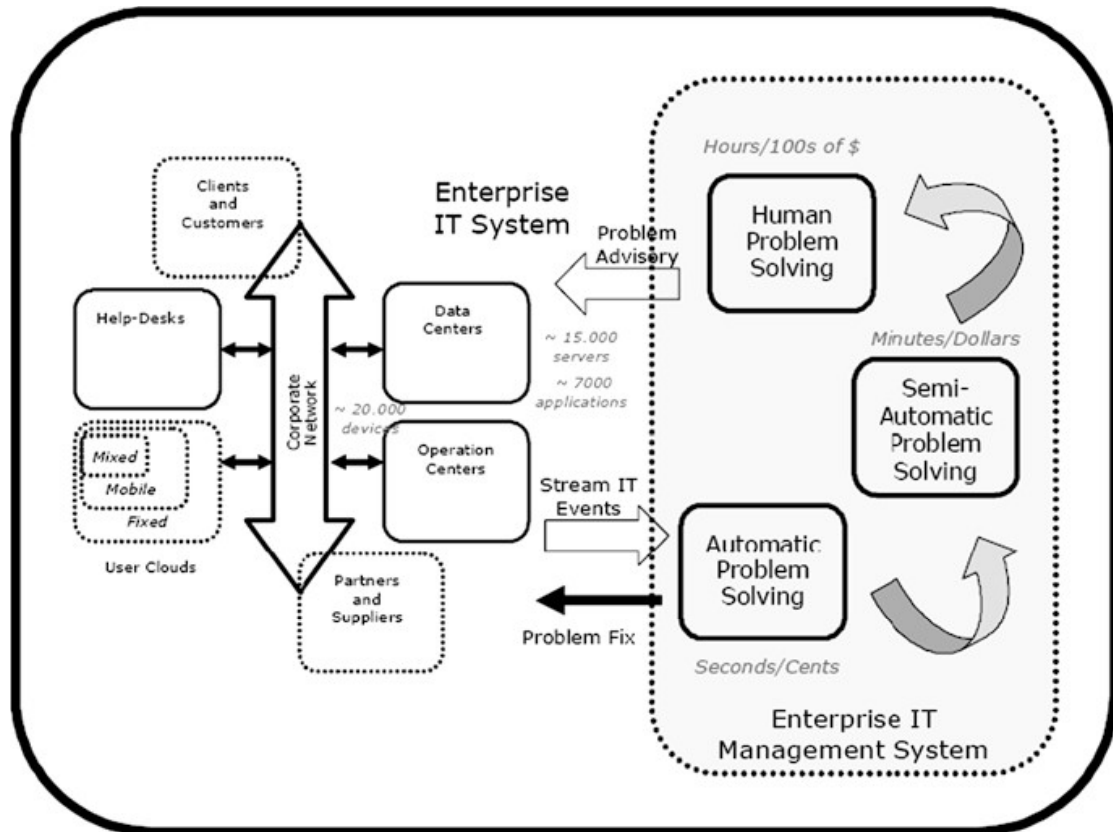 Clients
and
Customers
Enterprise
IT System
Help-Desks
Data
Centers
~ 15.000
servers
~ 7000
applications
Corporate
Network
~ 20.000
devices
Operation
Centers
Mixed
Mobile
Fixed
User Clouds
Partners
and
Suppliers
Problem
Advisory
Stream IT
Events
Problem Fix
Hours/100s of $
Human
Problem
Solving
Minutes/Dollars
Semi-
Automatic
Problem
Solving
Automatic
Problem
Solving
Seconds/Cents
Enterprise IT
Management System